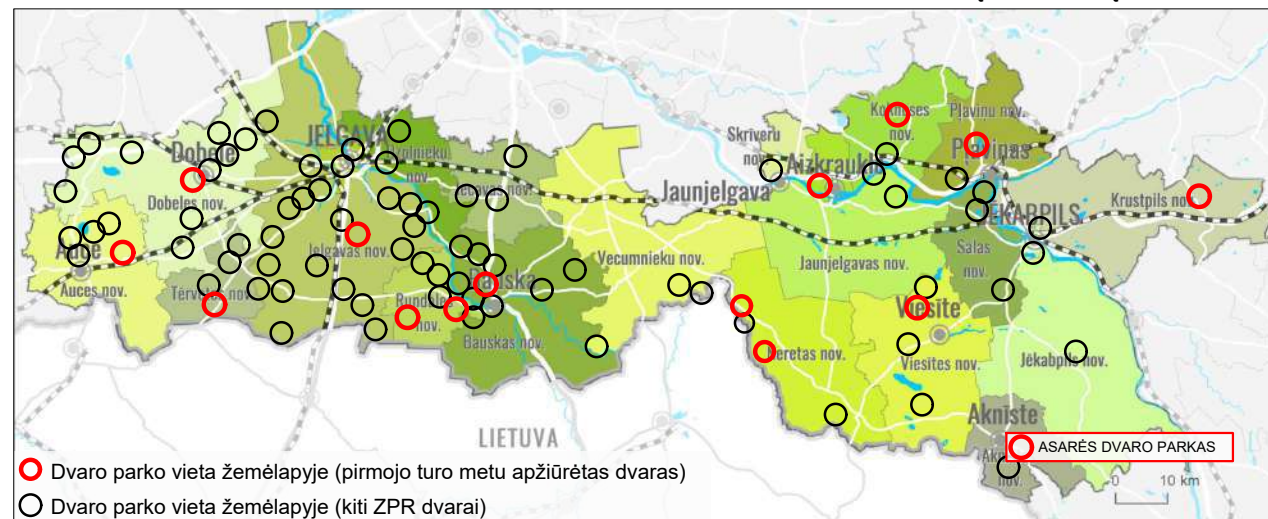 JELGAVA
Ozolnieku
nov.
Dobele
Dobeles nov.
Auce
Auces nov.
Tērvetes nov.
Jelgavas nov.
Rundāles
nov.
Bauska
Bauskas nov.
Iecavas nov.
Vecumnieku nov.
Skrīveru
nov.
Jaunjelgava
Aizkraukle
Kokneses
nov.
Pļaviņu nov.
Pļaviņas
JĒKABPILS
Krustpils nov.
Salas
nov.
Jaunjelgavas nov.
Neretas nov.
Viesīte
Viesītes nov.
Jēkabpils nov.
Aknīste
ASARĖS DVARO PARKAS
LIETUVA
0 10 km
Dvaro parko vieta žemėlapyje (pirmojo turo metu apžiūrėtas dvaras)
Dvaro parko vieta žemėlapyje (kiti ZPR dvarai)